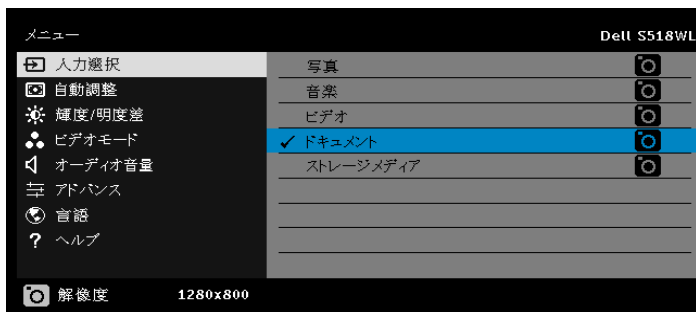 メニュー
Dell S518WL
入力選択
自動調整
輝度/明度差
ビデオモード
オーディオ音量
アドバンス
言語
ヘルプ
写真
音楽
ビデオ
ドキュメント
ストレージメディア
解像度 1280x800